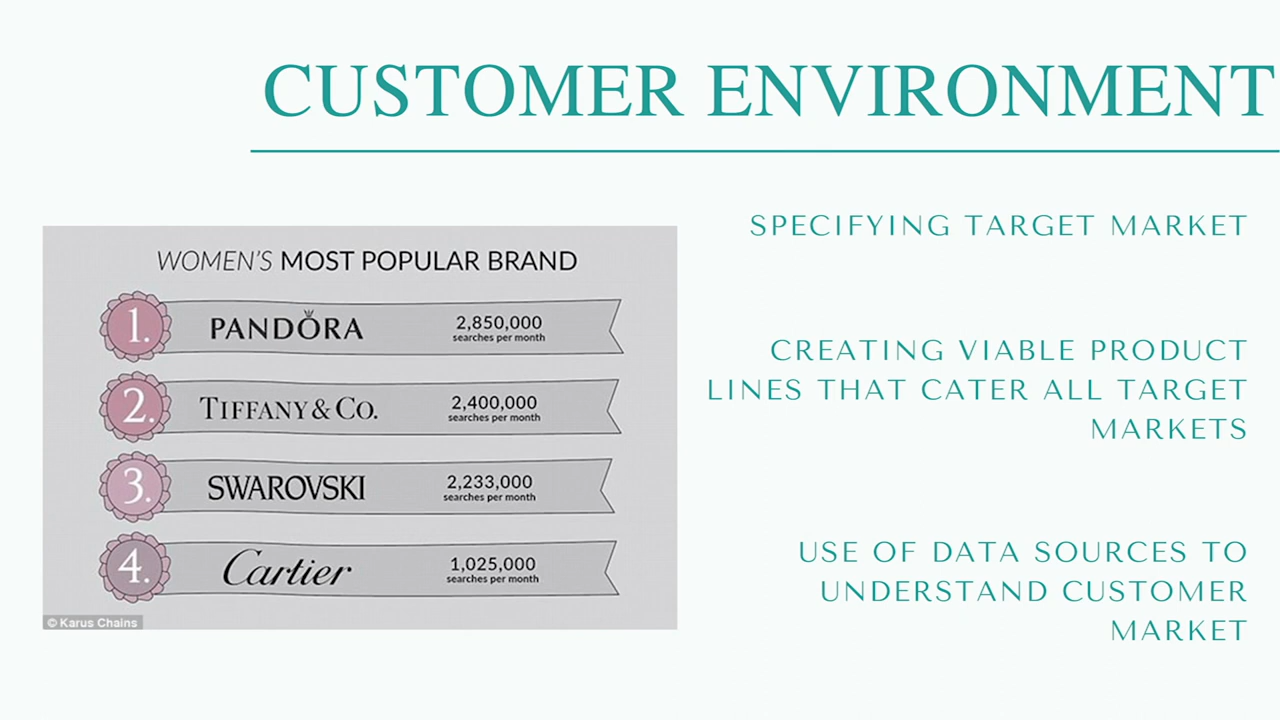 CUSTOMER ENVIRONMENT
WOMEN'S MOST POPULAR BRAND
1. PANDORA 2,850,000
searches per month
2. TIFFANY & CO. 2,400,000
searches per month
3. SWAROVSKI 2,233,000
searches per month
4. Cartier 1,025,000
searches per month
© Karus Chains
SPECIFYING TARGET MARKET
CREATING VIABLE PRODUCT
LINES THAT CATER ALL TARGET
MARKETS
USE OF DATA SOURCES TO
UNDERSTAND CUSTOMER
MARKET